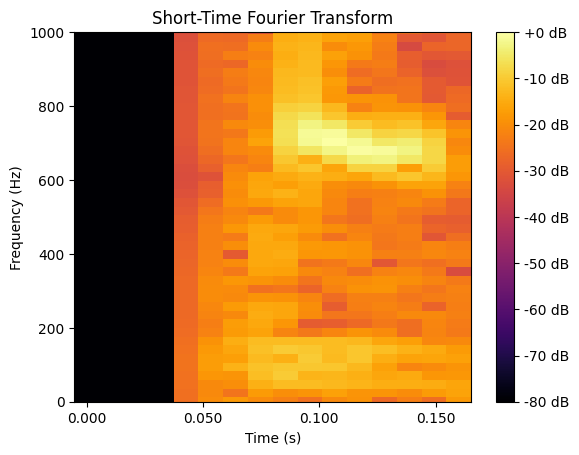 Short-Time Fourier Transform
1000
800
600
400
200
0
Frequency (Hz)
0.000
0.050
0.100
0.150
Time (s)
+0 dB
-10 dB
-20 dB
-30 dB
-40 dB
-50 dB
-60 dB
-70 dB
-80 dB